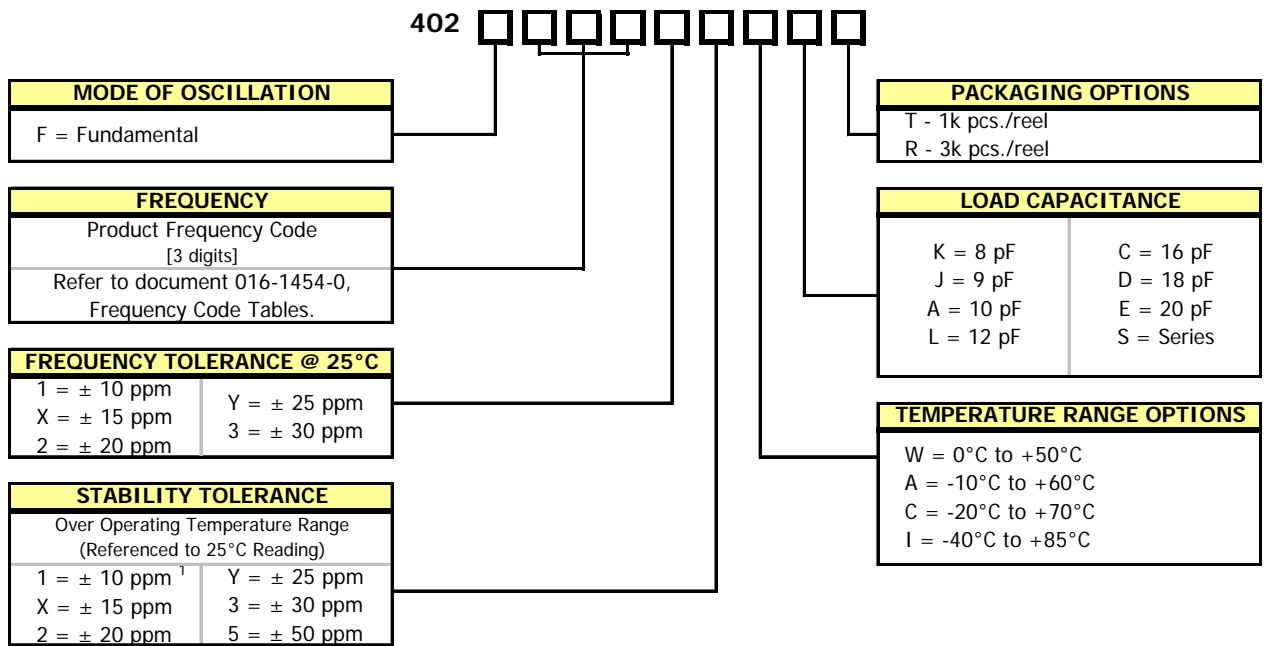 402
MODE OF OSCILLATION
F = Fundamental
FREQUENCY
Product Frequency Code
[3 digits]
Refer to document 016-1454-0,
Frequency Code Tables.
FREQUENCY TOLERANCE @ 25°C
1 = ± 10 ppm
X = ± 15 ppm
2 = ± 20 ppm
Y = ± 25 ppm
3 = ± 30 ppm
STABILITY TOLERANCE
Over Operating Temperature Range
(Referenced to 25°C Reading)
1 = ± 10 ppm 1
X = ± 15 ppm
2 = ± 20 ppm
Y = ± 25 ppm
3 = ± 30 ppm
5 = ± 50 ppm
PACKAGING OPTIONS
T - 1k pcs./reel
R - 3k pcs./reel
LOAD CAPACITANCE
K = 8 pF
J = 9 pF
A = 10 pF
L = 12 pF
C = 16 pF
D = 18 pF
E = 20 pF
S = Series
TEMPERATURE RANGE OPTIONS
W = 0°C to +50°C
A = -10°C to +60°C
C = -20°C to +70°C
I = -40°C to +85°C